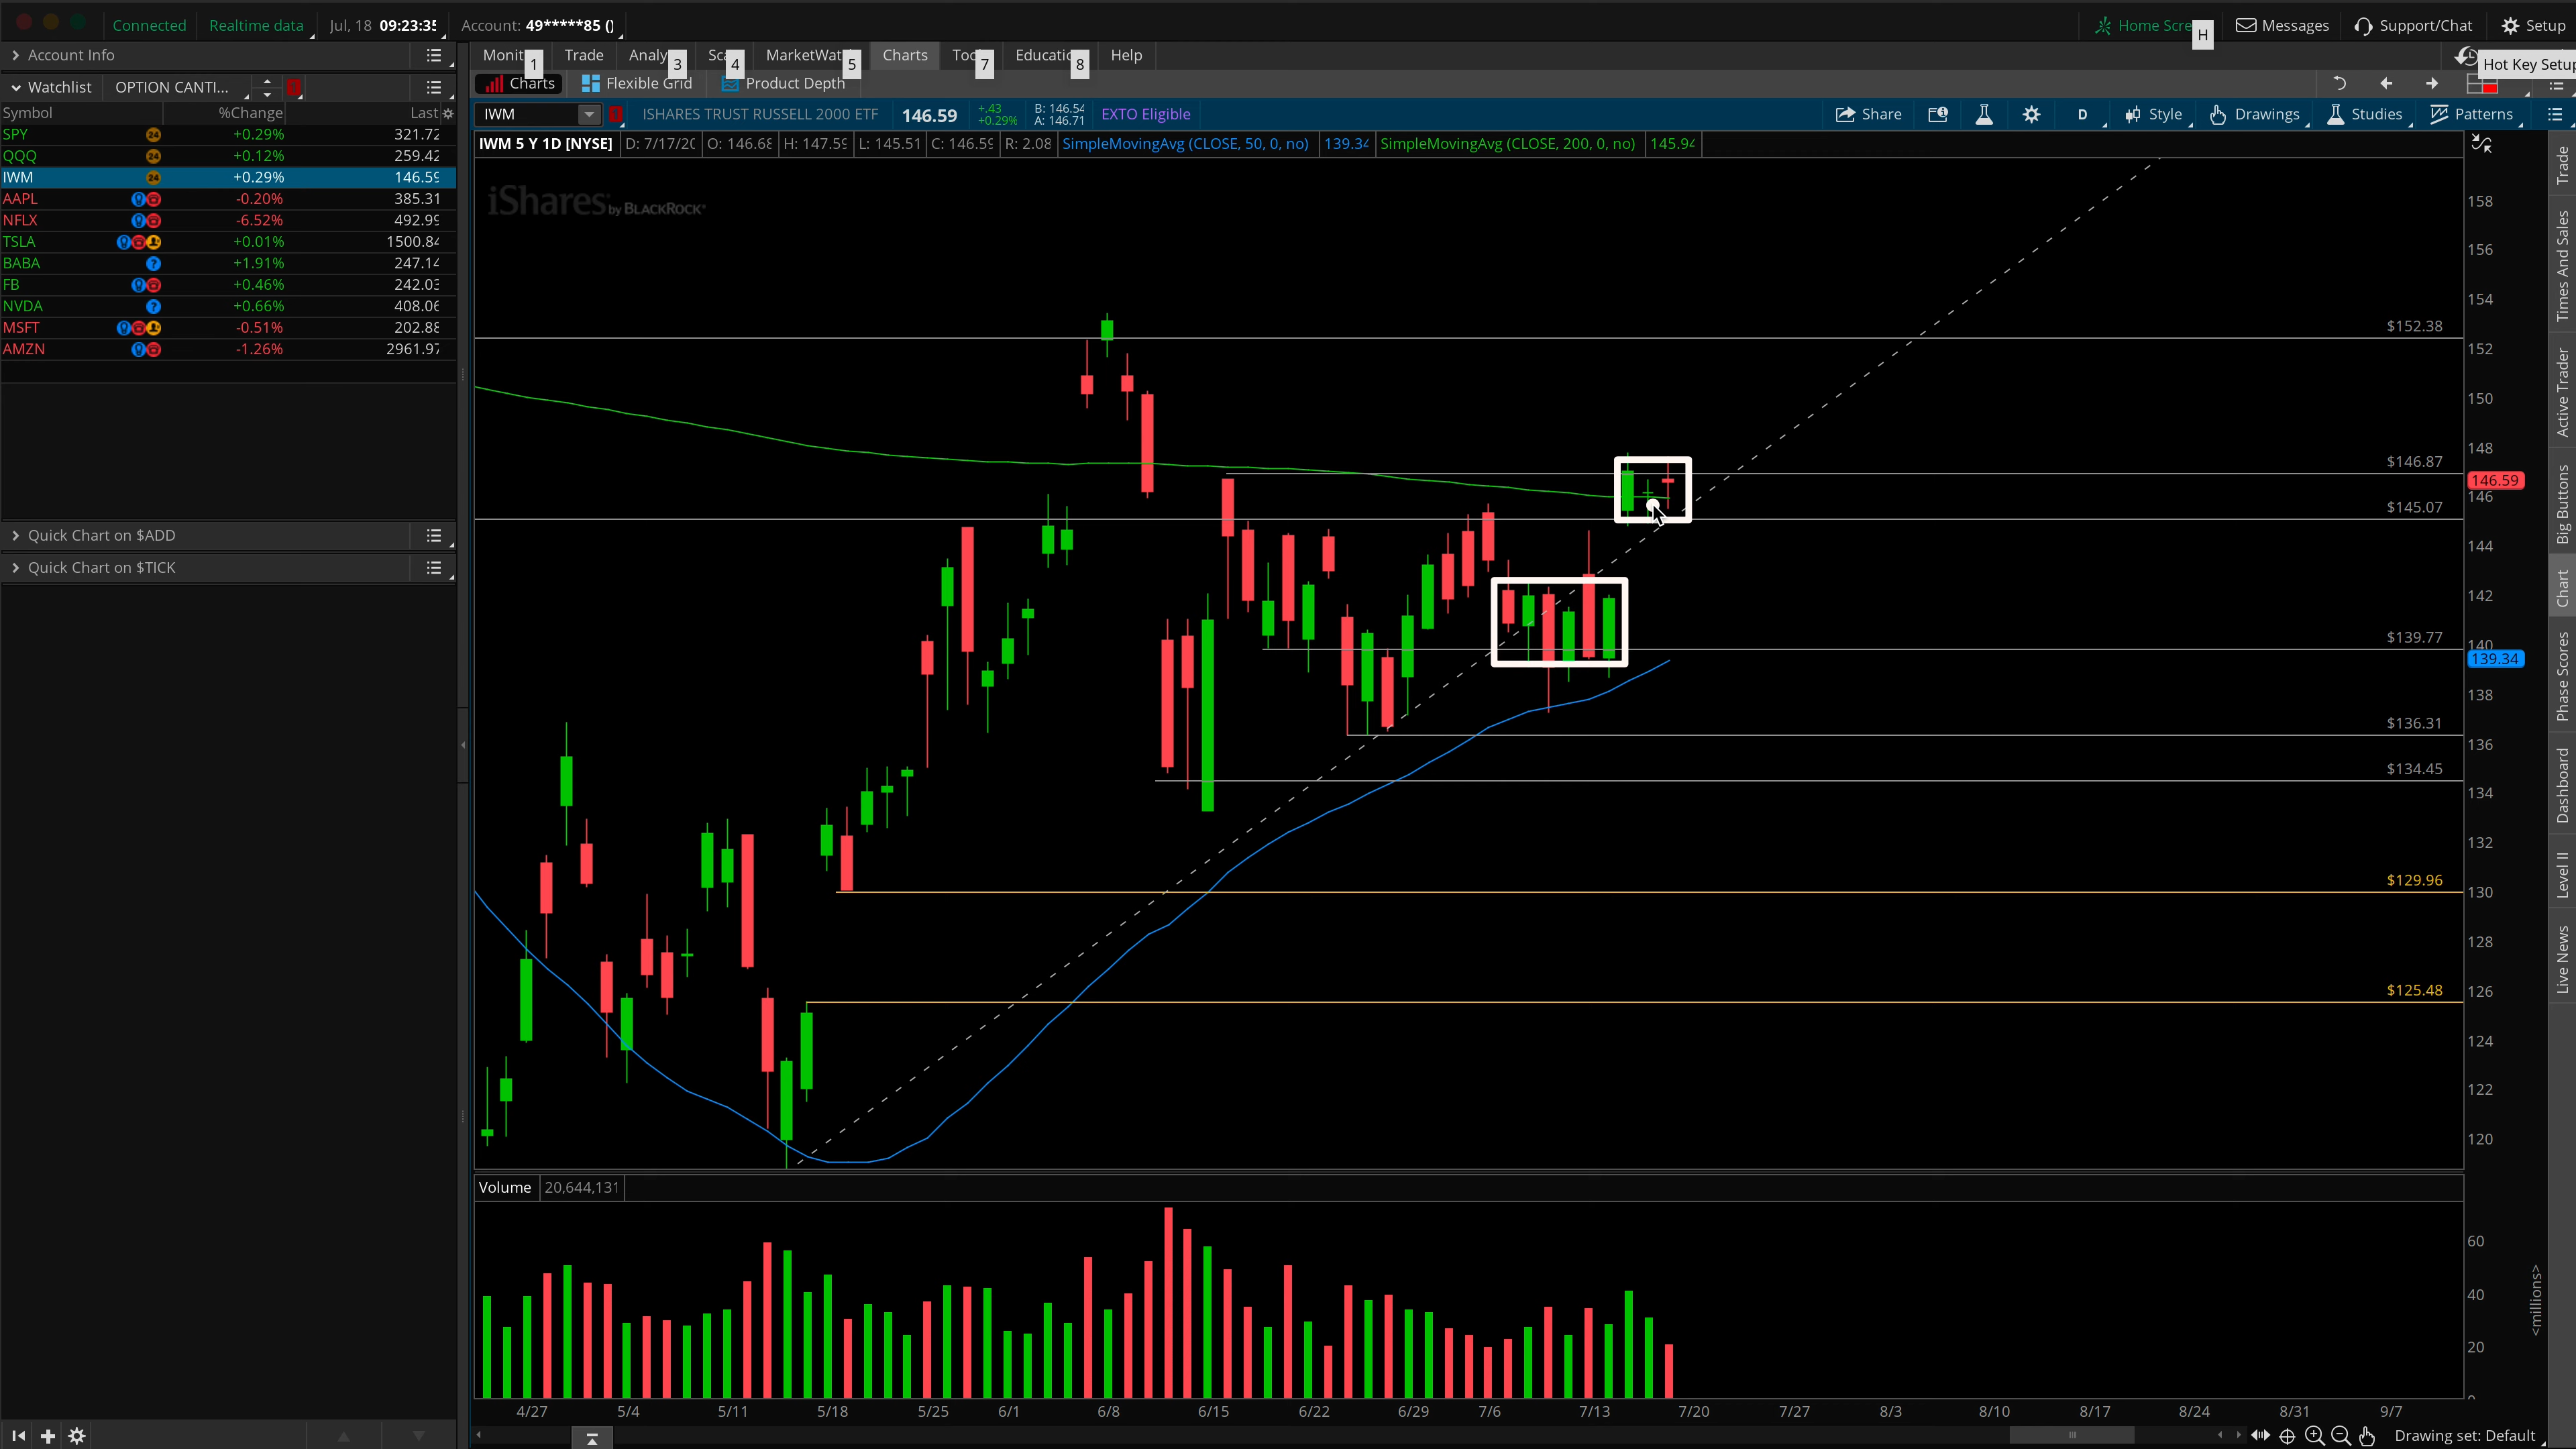 Connected Realtime data Jul, 18 09:23:35 Account: 49*****85 () Messages Support/Chat Setup
Account Info Trade Charts Help
1 3 4 5 7 8 H Hot Key Setup
Watchlist OPTION CANTI... Charts Flexible Grid Product Depth
Symbol %Change Last
SPY 24 +0.29% 321.72
QQQ 24 +0.12% 259.42
IWM 24 +0.29% 146.59
AAPL -0.20% 385.31
NFLX -6.52% 492.99
TSLA +0.01% 1500.84
BABA ? +1.91% 247.14
FB +0.46% 242.03
NVDA ? +0.66% 408.06
MSFT -0.51% 202.88
AMZN -1.26% 2961.97
Quick Chart on $ADD
Quick Chart on $TICK
IWM ISHARES TRUST RUSSELL 2000 ETF 146.59 +.43 +0.29% B: 146.54 A: 146.71 EXTO Eligible Share D Style Drawings Studies Patterns
IWM 5 Y 1D [NYSE] D: 7/17/20 O: 146.68 H: 147.59 L: 145.51 C: 146.59 R: 2.08 SimpleMovingAvg (CLOSE, 50, 0, no) 139.34 SimpleMovingAvg (CLOSE, 200, 0, no) 145.94
iShares by BLACKROCK®
$152.38
$146.87
$145.07
$139.77
$136.31
$134.45
$129.96
$125.48
158
156
154
152
150
148
146.59
146
144
142
140
139.34
138
136
134
132
130
128
126
124
122
120
Volume 20,644,131
60
40
20
<millions>
4/27 5/4 5/11 5/18 5/25 6/1 6/8 6/15 6/22 6/29 7/6 7/13 7/20 7/27 8/3 8/10 8/17 8/24 8/31 9/7
Drawing set: Default
Trade
Times And Sales
Active Trader
Big Buttons
Chart
Phase Scores
Dashboard
Level II
Live News